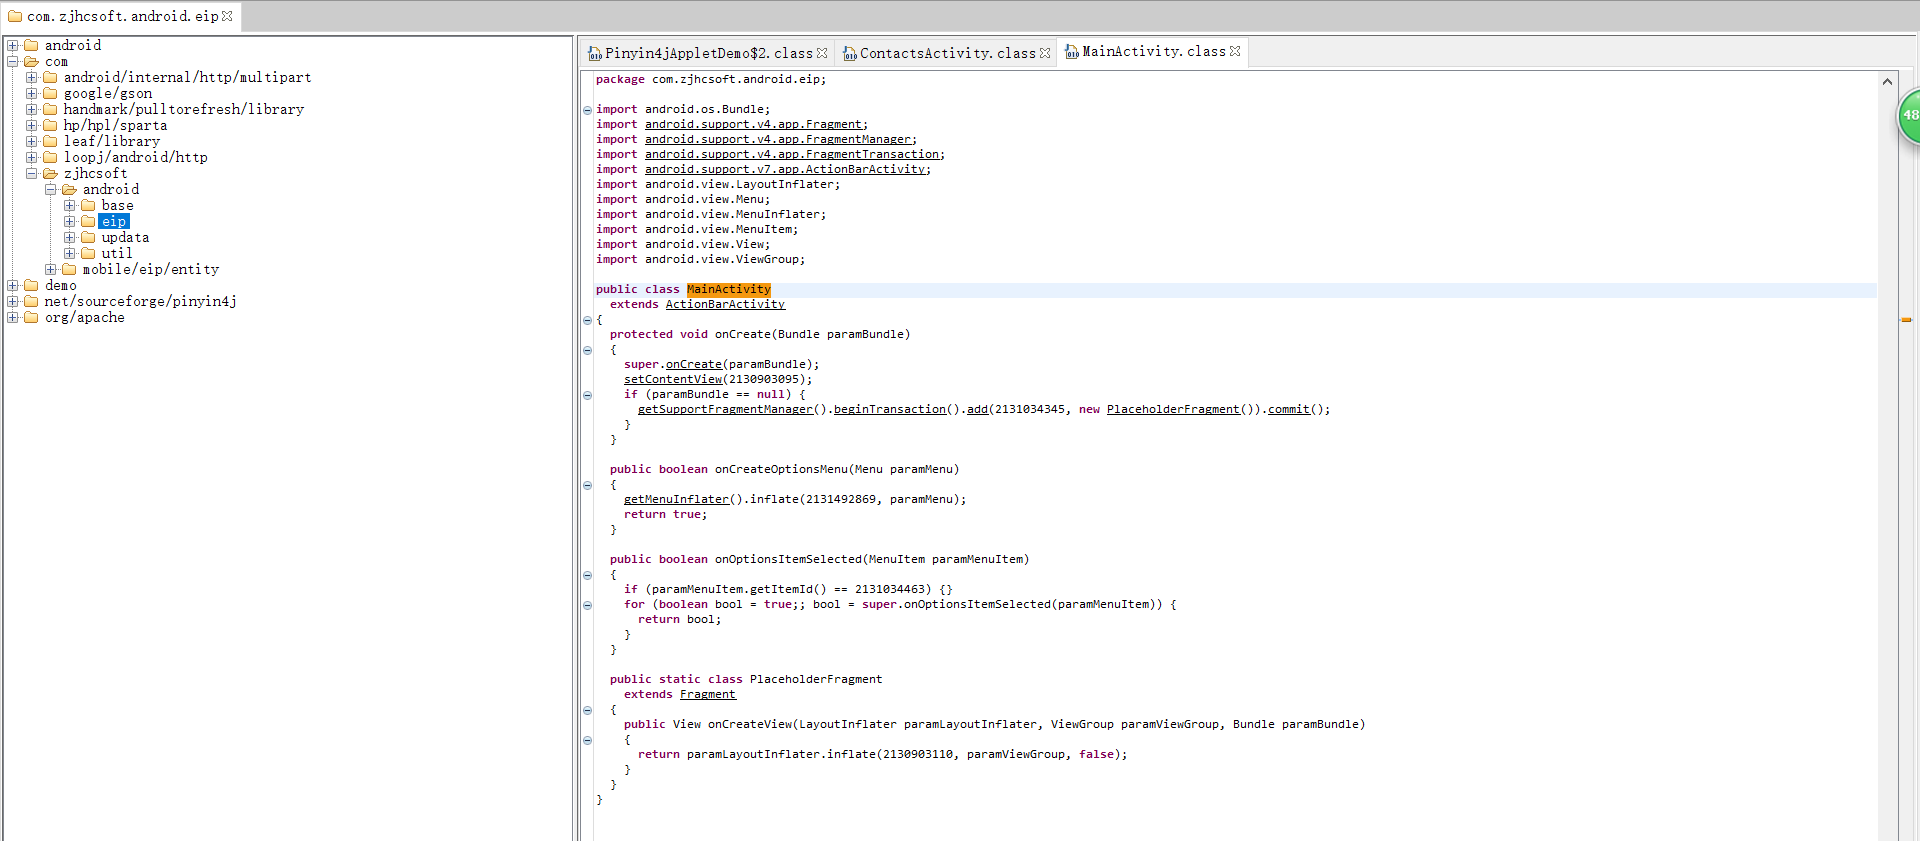 com.zjhcsoft.android.eip
android
com
android/internal/http/multipart
google/gson
handmark/pulltorefresh/library
hp/hpl/sparta
leaf/library
loopj/android/http
zjhcsoft
android
base
eip
updata
util
mobile/eip/entity
demo
net/sourceforge/pinyin4j
org/apache
Pinyin4jAppletDemo$2.class
ContactsActivity.class
MainActivity.class
package com.zjhcsoft.android.eip;
import android.os.Bundle;
import android.support.v4.app.Fragment;
import android.support.v4.app.FragmentManager;
import android.support.v4.app.FragmentTransaction;
import android.support.v7.app.ActionBarActivity;
import android.view.LayoutInflater;
import android.view.Menu;
import android.view.MenuInflater;
import android.view.MenuItem;
import android.view.View;
import android.view.ViewGroup;
public class MainActivity
extends ActionBarActivity
{
protected void onCreate(Bundle paramBundle)
{
super.onCreate(paramBundle);
setContentView(2130903095);
if (paramBundle == null) {
getSupportFragmentManager().beginTransaction().add(2131034345, new PlaceholderFragment()).commit();
}
}
public boolean onCreateOptionsMenu(Menu paramMenu)
{
getMenuInflater().inflate(2131492869, paramMenu);
return true;
}
public boolean onOptionsItemSelected(MenuItem paramMenuItem)
{
if (paramMenuItem.getItemId() == 2131034463) {}
for (boolean bool = true;; bool = super.onOptionsItemSelected(paramMenuItem)) {
return bool;
}
}
public static class PlaceholderFragment
extends Fragment
{
public View onCreateView(LayoutInflater paramLayoutInflater, ViewGroup paramViewGroup, Bundle paramBundle)
{
return paramLayoutInflater.inflate(2130903110, paramViewGroup, false);
}
}
}
48